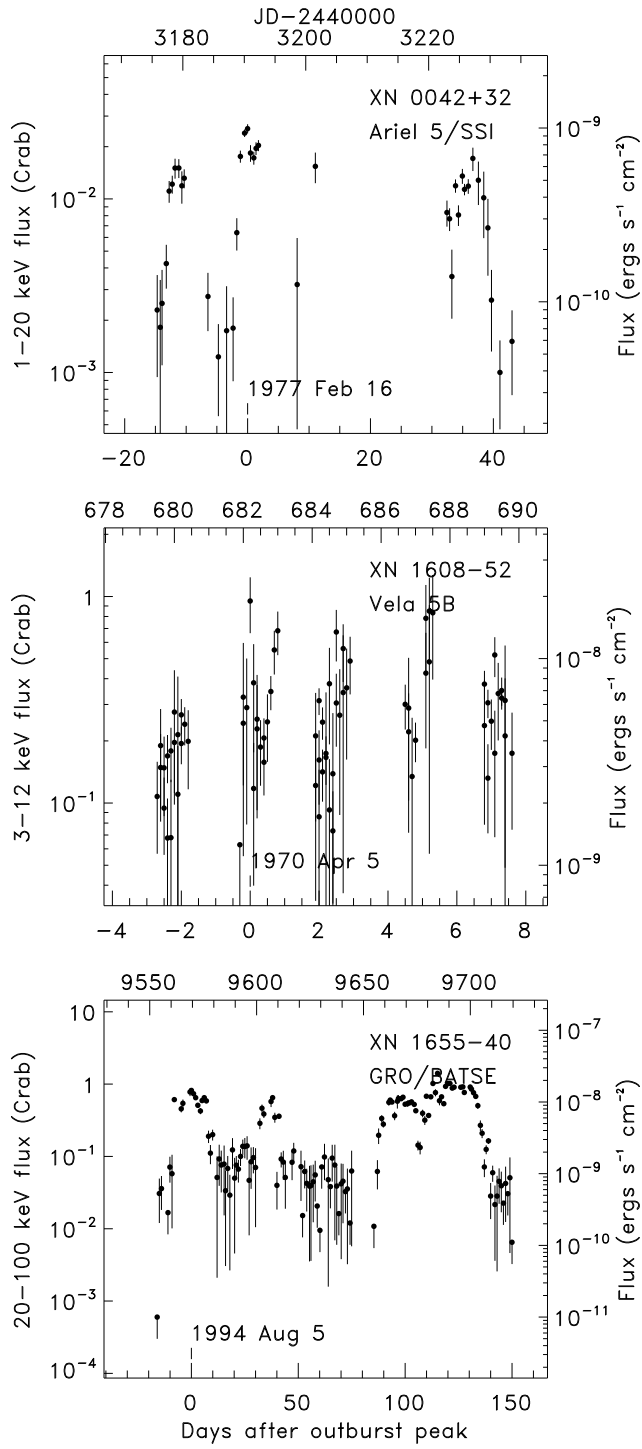 JD−2440000
3180 3200 3220
XN 0042+32
Ariel 5/SSI
1−20 keV flux (Crab)
10⁻²
10⁻³
10⁻⁹
10⁻¹⁰
Flux (ergs s⁻¹ cm⁻²)
1977 Feb 16
−20 0 20 40
678 680 682 684 686 688 690
XN 1608−52
Vela 5B
3−12 keV flux (Crab)
1
10⁻¹
10⁻⁸
10⁻⁹
Flux (ergs s⁻¹ cm⁻²)
1970 Apr 5
−4 −2 0 2 4 6 8
9550 9600 9650 9700
XN 1655−40
GRO/BATSE
20−100 keV flux (Crab)
10
1
10⁻¹
10⁻²
10⁻³
10⁻⁴
10⁻⁷
10⁻⁸
10⁻⁹
10⁻¹⁰
10⁻¹¹
Flux (ergs s⁻¹ cm⁻²)
1994 Aug 5
0 50 100 150
Days after outburst peak